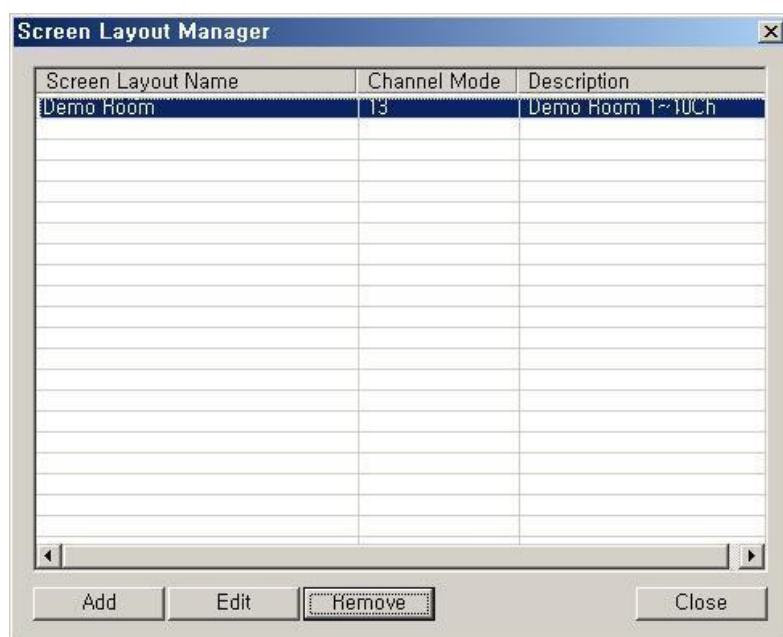 Screen Layout Manager
Screen Layout Name Channel Mode Description
Demo Room 13 Demo Room 1~10Ch
Add Edit Remove Close